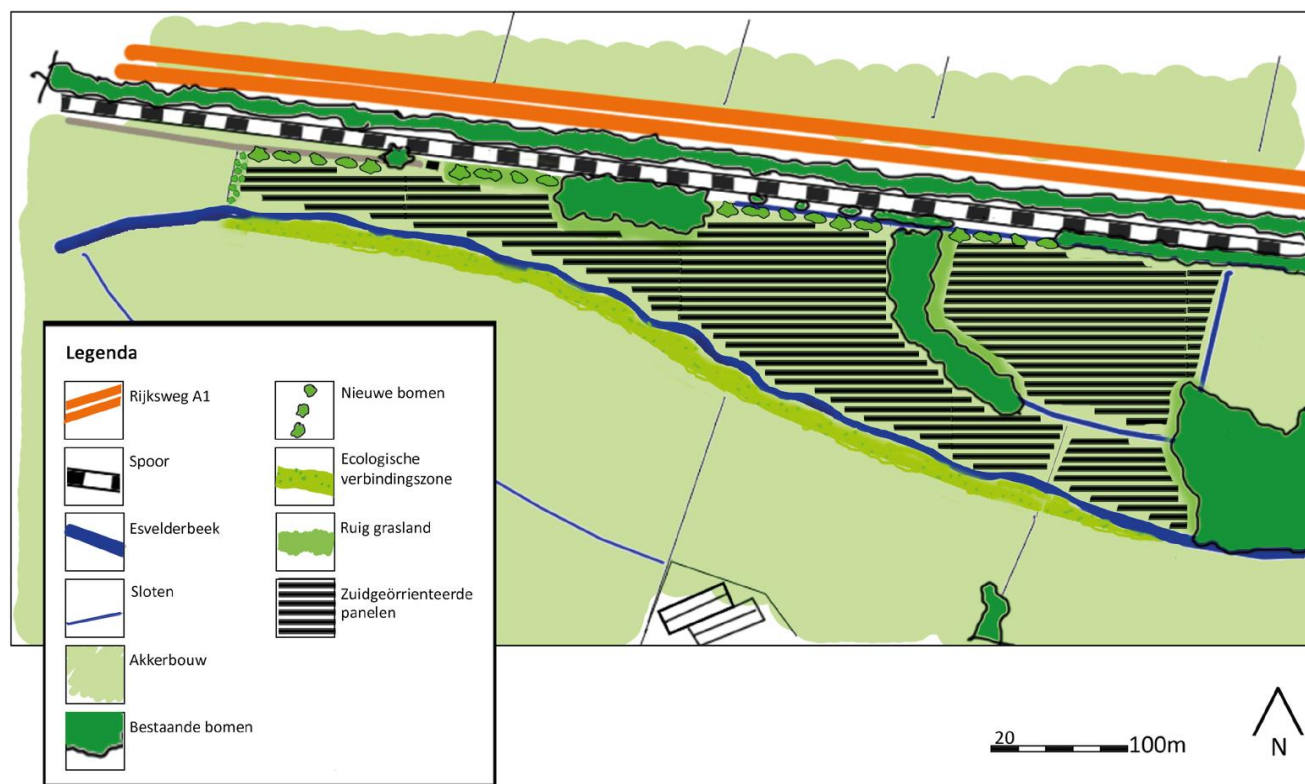 Legenda
Rijksweg A1
Spoor
Esvelderbeek
Sloten
Akkerbouw
Bestaande bomen
Nieuwe bomen
Ecologische
verbindingszone
Ruig grasland
Zuidgeörrienteerde
panelen
20
100m
N